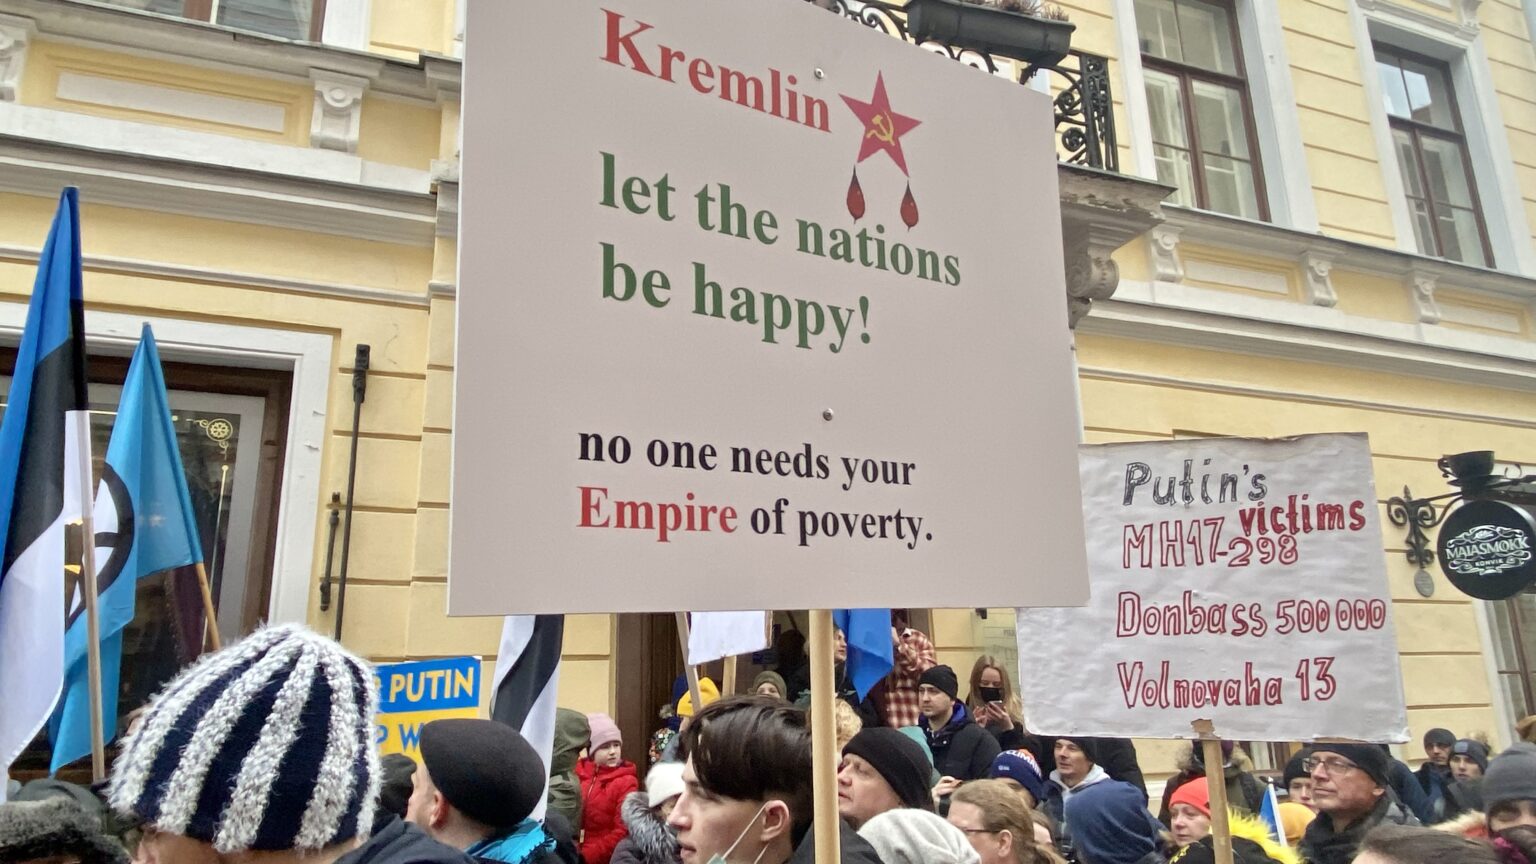 Kremlin
let the nations
be happy!
no one needs your
Empire of poverty.
Putin's
victims
MH17-298
Donbass 500 000
Volnovaha 13
MAIASMOKK
KOHVIK
PUTIN